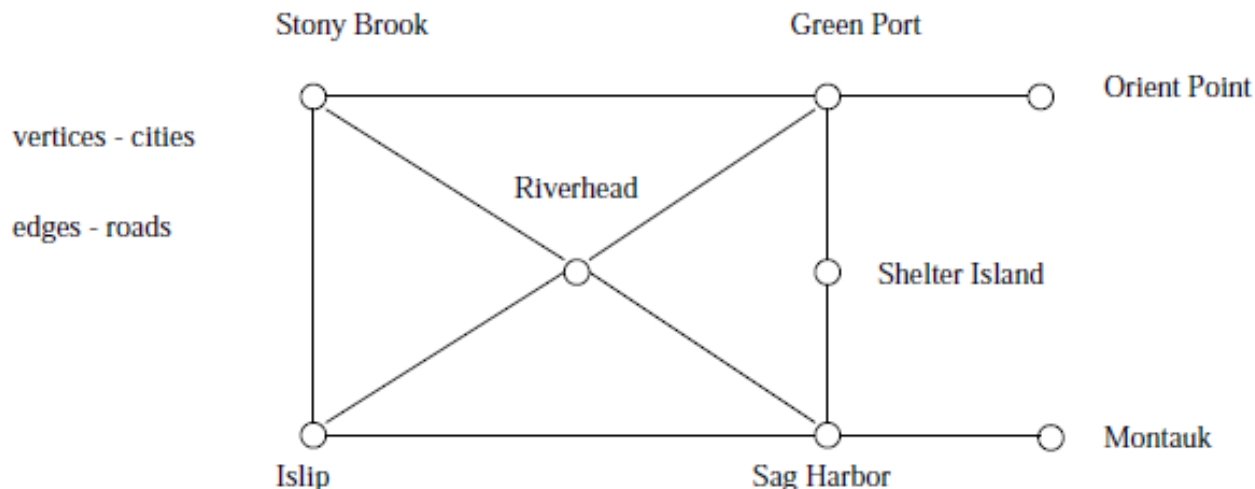 Stony Brook
Green Port
Orient Point
vertices - cities
Riverhead
edges - roads
Shelter Island
Montauk
Islip
Sag Harbor